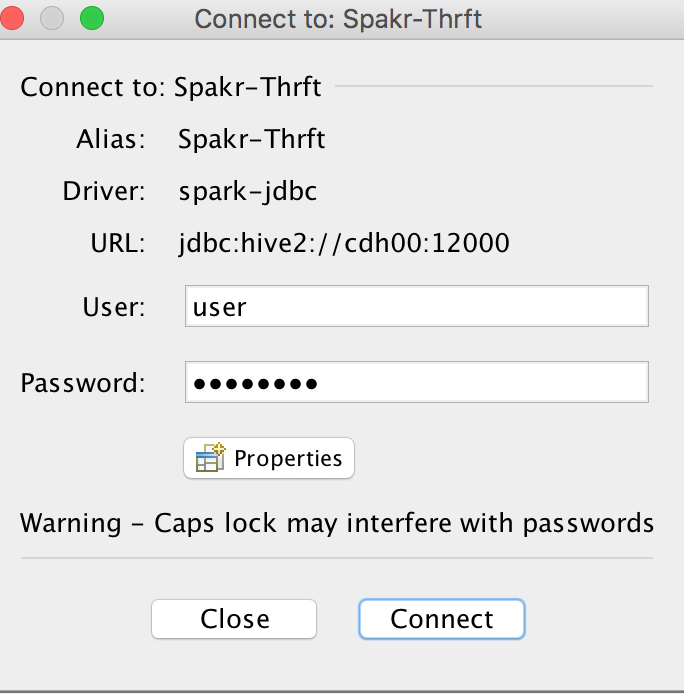 Connect to: Spakr-Thrft
Connect to: Spakr-Thrft
Alias: Spakr-Thrft
Driver: spark-jdbc
URL: jdbc:hive2://cdh00:12000
User: user
Password: ●●●●●●●●
Properties
Warning - Caps lock may interfere with passwords
Close Connect